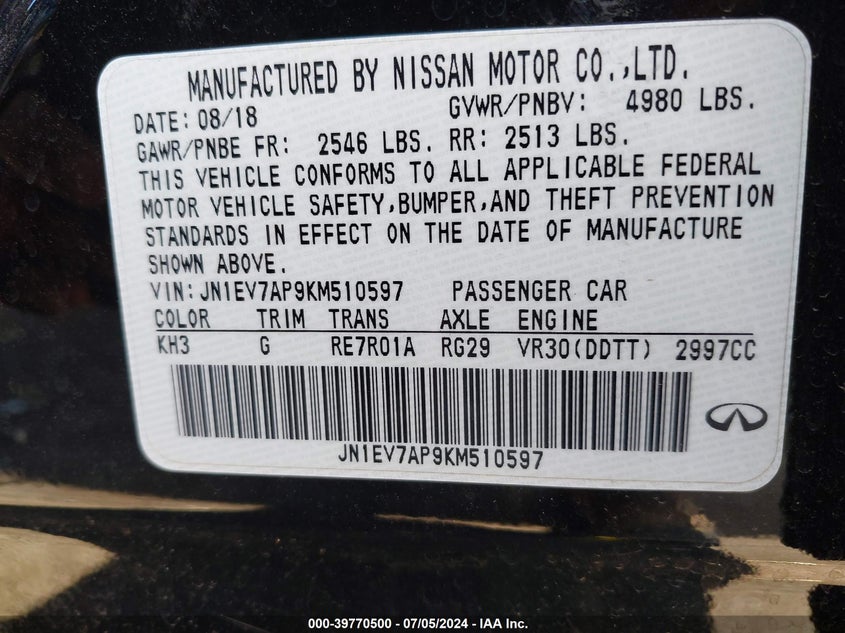 MANUFACTURED BY NISSAN MOTOR CO.,LTD.
DATE: 08/18 GVWR/PNBV: 4980 LBS.
GAWR/PNBE FR: 2546 LBS. RR: 2513 LBS.
THIS VEHICLE CONFORMS TO ALL APPLICABLE FEDERAL
MOTOR VEHICLE SAFETY,BUMPER,AND THEFT PREVENTION
STANDARDS IN EFFECT ON THE DATE OF MANUFACTURE
SHOWN ABOVE.
VIN:JN1EV7AP9KM510597 PASSENGER CAR
COLOR TRIM TRANS AXLE ENGINE
KH3 G RE7R01A RG29 VR30(DDTT) 2997CC
JN1EV7AP9KM510597
000-39770500 - 07/05/2024 - IAA Inc.